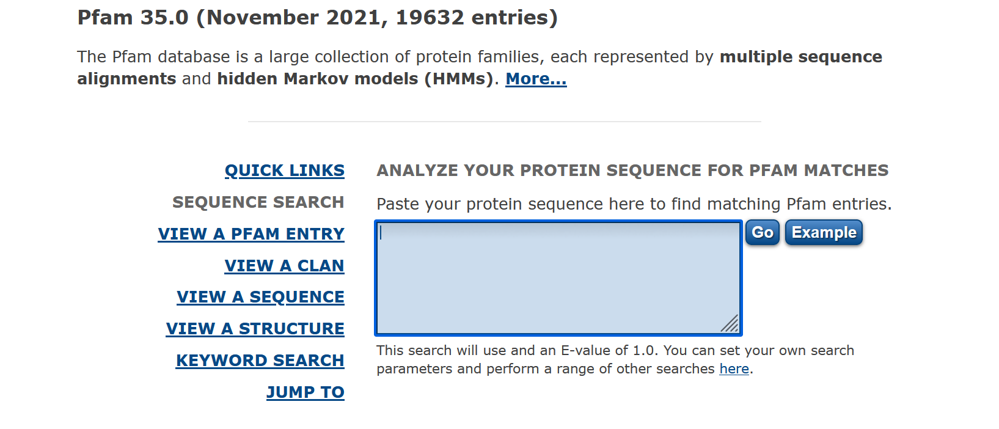 Pfam 35.0 (November 2021, 19632 entries)
The Pfam database is a large collection of protein families, each represented by multiple sequence
alignments and hidden Markov models (HMMs). More...
QUICK LINKS
SEQUENCE SEARCH
VIEW A PFAM ENTRY
VIEW A CLAN
VIEW A SEQUENCE
VIEW A STRUCTURE
KEYWORD SEARCH
JUMP TO
ANALYZE YOUR PROTEIN SEQUENCE FOR PFAM MATCHES
Paste your protein sequence here to find matching Pfam entries.
Go Example
This search will use and an E-value of 1.0. You can set your own search
parameters and perform a range of other searches here.